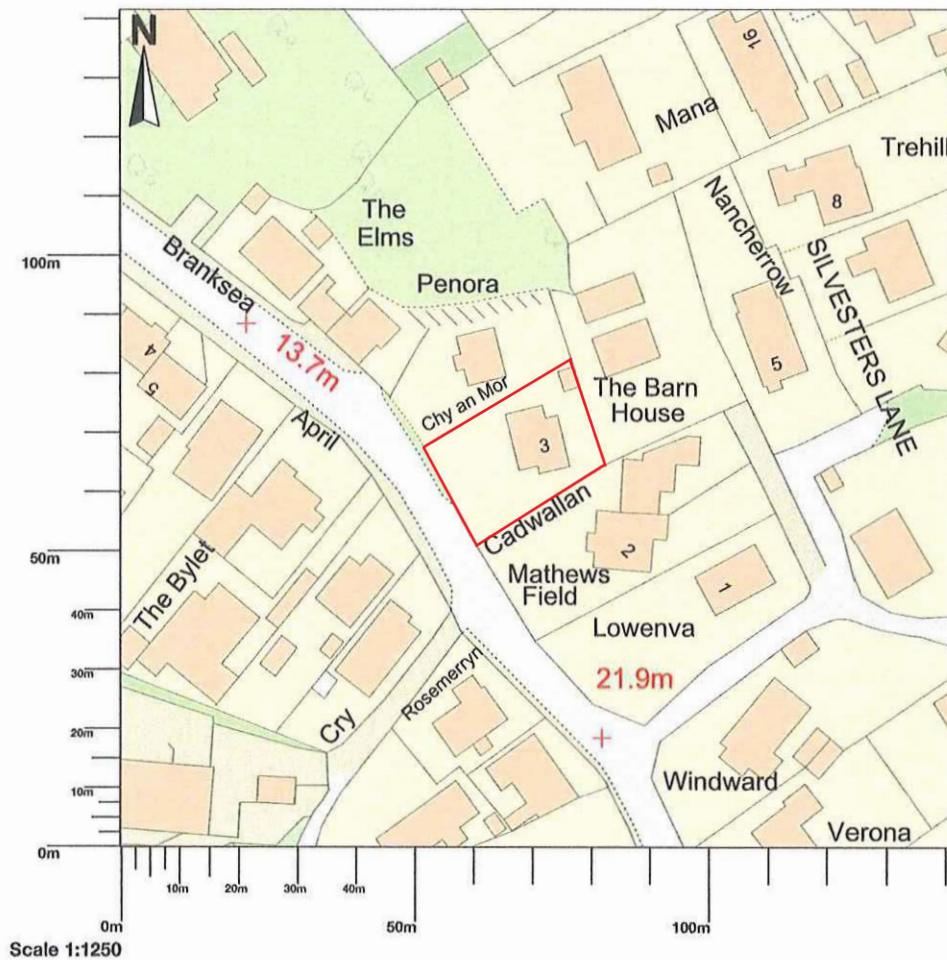 N
16
Mana
Trehill
The
Elms
Nancherrow
8
100m
Branksea
Penora
SILVESTERS LANE
13.7m
4
5
April
Chy an Mor
The Barn
House
5
3
Cadwallan
50m
The Bylet
Mathews
Field
2
1
40m
Lowenva
30m
Rosemerryn
21.9m
20m
Cry
10m
Windward
Verona
0m
10m
20m
30m
40m
0m
50m
100m
Scale 1:1250